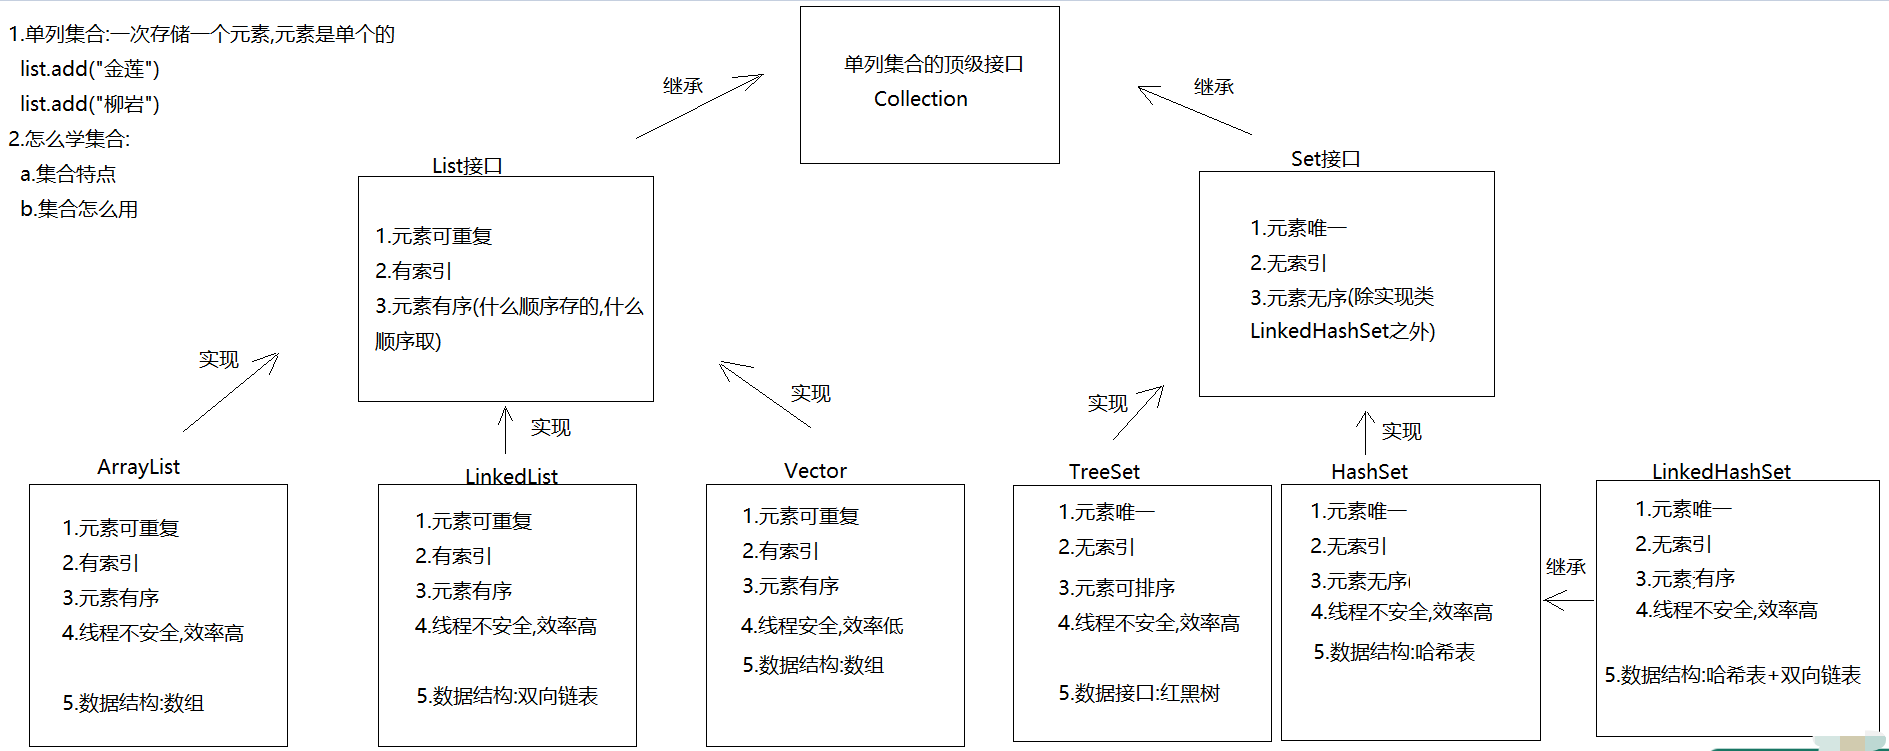 1.单列集合:一次存储一个元素,元素是单个的
list.add("金莲")
list.add("柳岩")
2.怎么学集合:
a.集合特点
b.集合怎么用
单列集合的顶级接口
Collection
继承
继承
List接口
1.元素可重复
2.有索引
3.元素有序(什么顺序存的,什么
顺序取)
Set接口
1.元素唯一
2.无索引
3.元素无序(除实现类
LinkedHashSet之外)
实现
实现
实现
实现
实现
ArrayList
1.元素可重复
2.有索引
3.元素有序
4.线程不安全,效率高
5.数据结构:数组
LinkedList
1.元素可重复
2.有索引
3.元素有序
4.线程不安全,效率高
5.数据结构:双向链表
Vector
1.元素可重复
2.有索引
3.元素有序
4.线程安全,效率低
5.数据结构:数组
TreeSet
1.元素唯一
2.无索引
3.元素可排序
4.线程不安全,效率高
5.数据接口:红黑树
HashSet
1.元素唯一
2.无索引
3.元素无序(
4.线程不安全,效率高
5.数据结构:哈希表
继承
LinkedHashSet
1.元素唯一
2.无索引
3.元素有序
4.线程不安全,效率高
5.数据结构:哈希表+双向链表